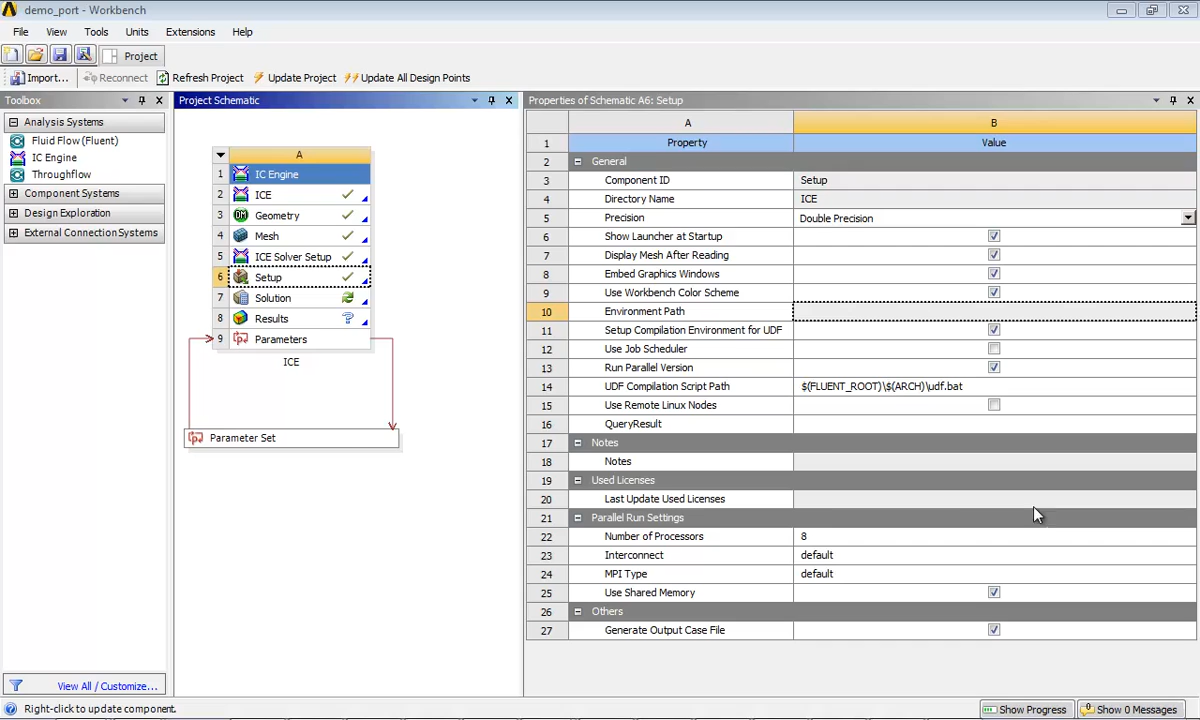 demo_port - Workbench
File View Tools Units Extensions Help
Project
Import... Reconnect Refresh Project Update Project Update All Design Points
Toolbox
Analysis Systems
Fluid Flow (Fluent)
IC Engine
Throughflow
Component Systems
Design Exploration
External Connection Systems
View All / Customize...
Project Schematic
A
1 IC Engine
2 ICE
3 DM Geometry
4 Mesh
5 ICE Solver Setup
6 Setup
7 Solution
8 Results ?
9 Parameters
ICE
Parameter Set
Properties of Schematic A6: Setup
A B
1 Property Value
2 General
3 Component ID Setup
4 Directory Name ICE
5 Precision Double Precision
6 Show Launcher at Startup
7 Display Mesh After Reading
8 Embed Graphics Windows
9 Use Workbench Color Scheme
10 Environment Path
11 Setup Compilation Environment for UDF
12 Use Job Scheduler
13 Run Parallel Version
14 UDF Compilation Script Path $(FLUENT_ROOT)\$(ARCH)\udf.bat
15 Use Remote Linux Nodes
16 QueryResult
17 Notes
18 Notes
19 Used Licenses
20 Last Update Used Licenses
21 Parallel Run Settings
22 Number of Processors 8
23 Interconnect default
24 MPI Type default
25 Use Shared Memory
26 Others
27 Generate Output Case File
Right-click to update component.
Show Progress Show 0 Messages